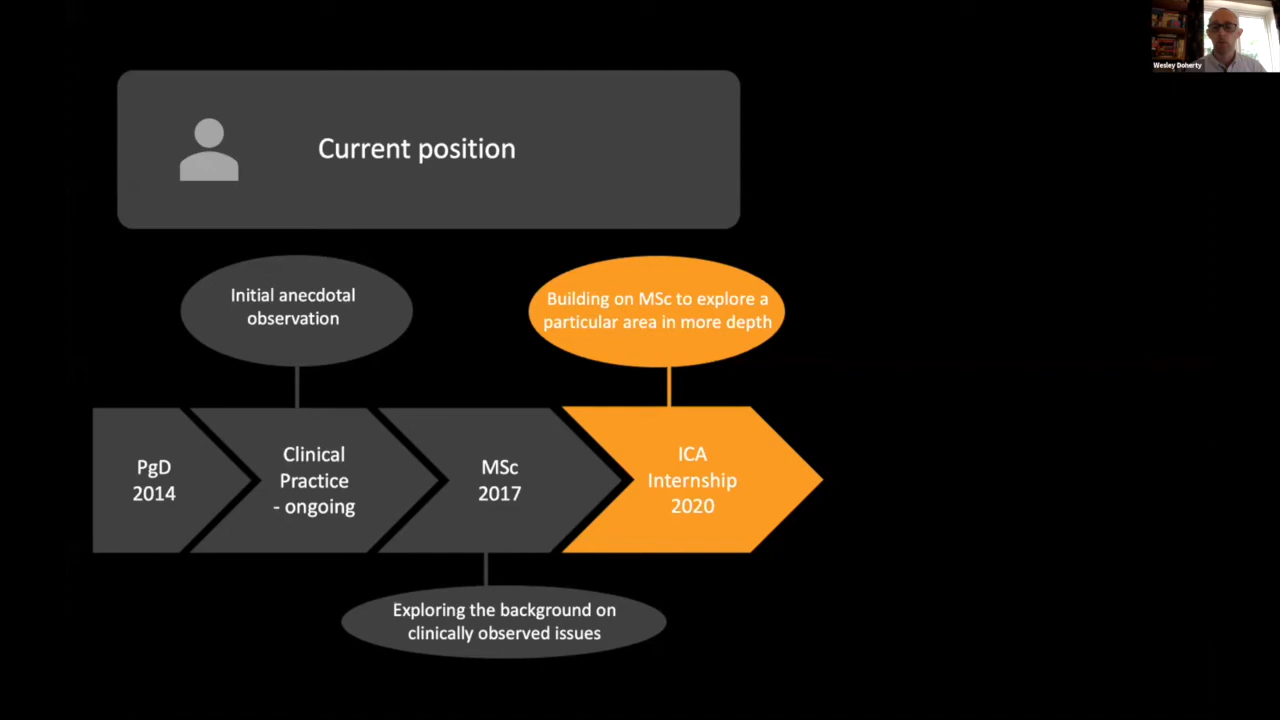 Wesley Doherty
Current position
Initial anecdotal
observation
Building on MSc to explore a
particular area in more depth
PgD
2014
Clinical
Practice
- ongoing
MSc
2017
ICA
Internship
2020
Exploring the background on
clinically observed issues